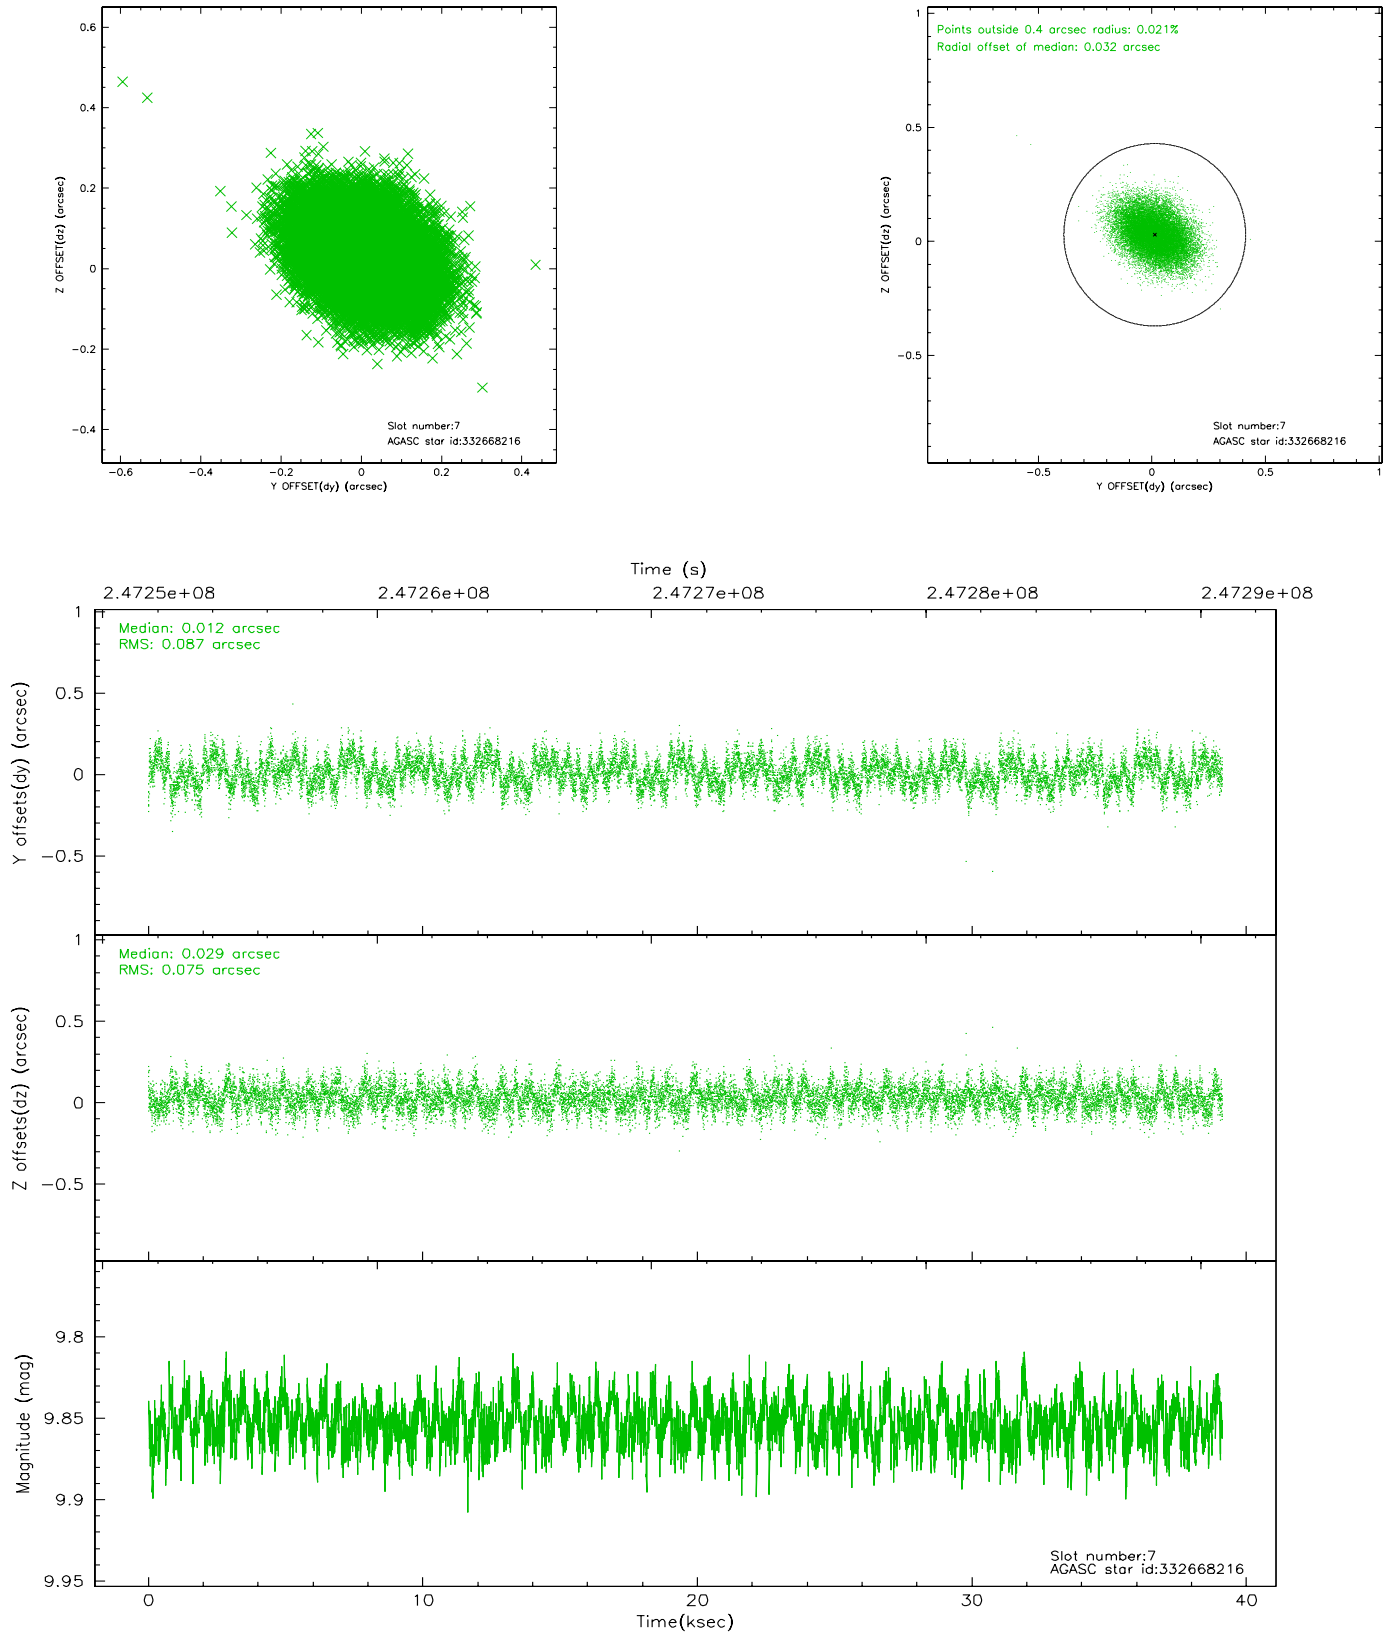 0.6
0.4
0.2
0
−0.2
−0.4
Z OFFSET(dz) (arcsec)
Slot number:7
AGASC star id:332668216
−0.6 −0.4 −0.2 0 0.2 0.4
Y OFFSET(dy) (arcsec)
Points outside 0.4 arcsec radius: 0.021%
Radial offset of median: 0.032 arcsec
1
0.5
0
−0.5
Z OFFSET(dz) (arcsec)
Slot number:7
AGASC star id:332668216
−0.5 0 0.5 1
Y OFFSET(dy) (arcsec)
Time (s)
2.4725e+08 2.4726e+08 2.4727e+08 2.4728e+08 2.4729e+08
Median: 0.012 arcsec
RMS: 0.087 arcsec
1
0.5
0
−0.5
Y offsets(dy) (arcsec)
Median: 0.029 arcsec
RMS: 0.075 arcsec
1
0.5
0
−0.5
Z offsets(dz) (arcsec)
9.8
9.85
9.9
9.95
Magnitude (mag)
Slot number:7
AGASC star id:332668216
0 10 20 30 40
Time(ksec)